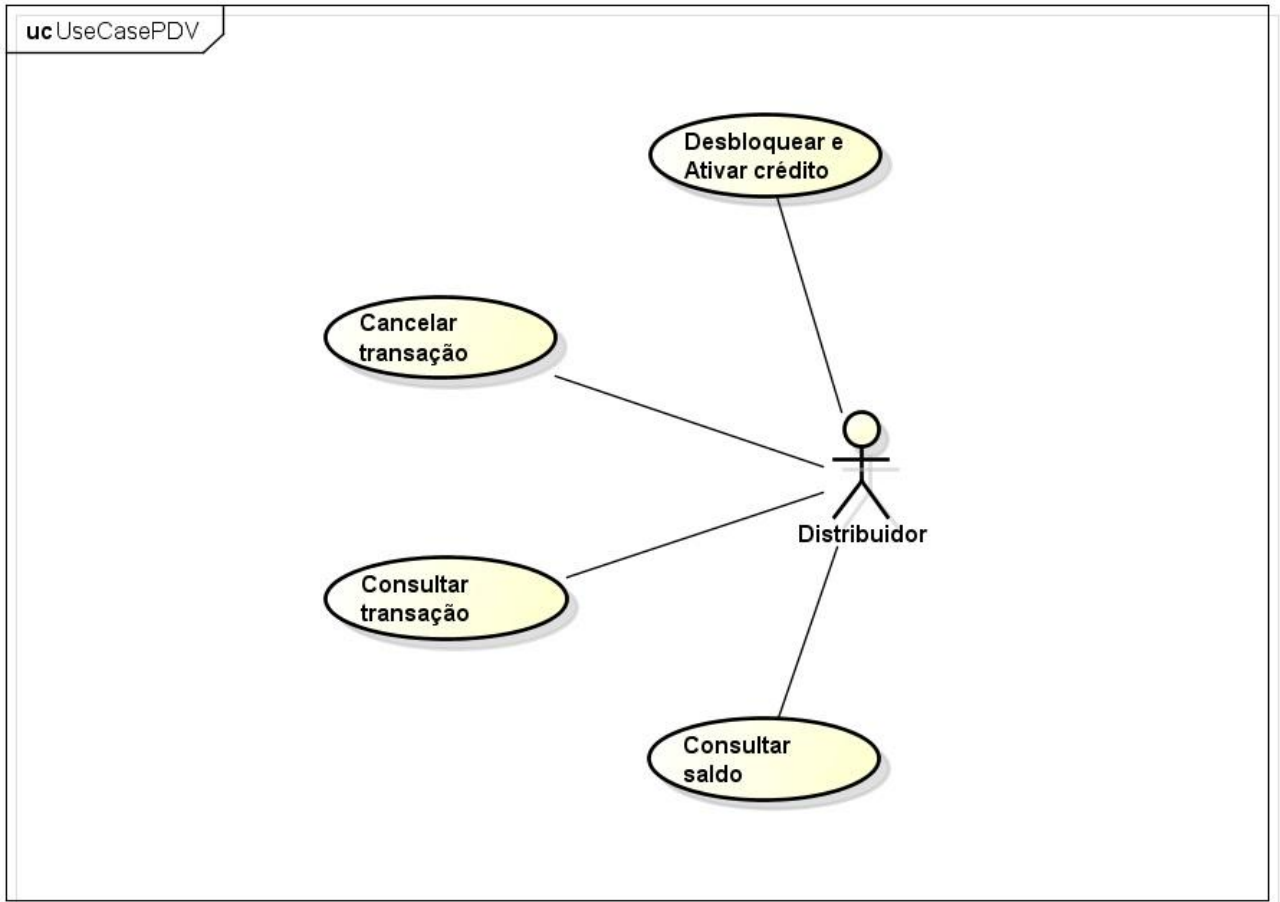 uc UseCasePDV
Desbloquear e
Ativar crédito
Cancelar
transação
Distribuidor
Consultar
transação
Consultar
saldo